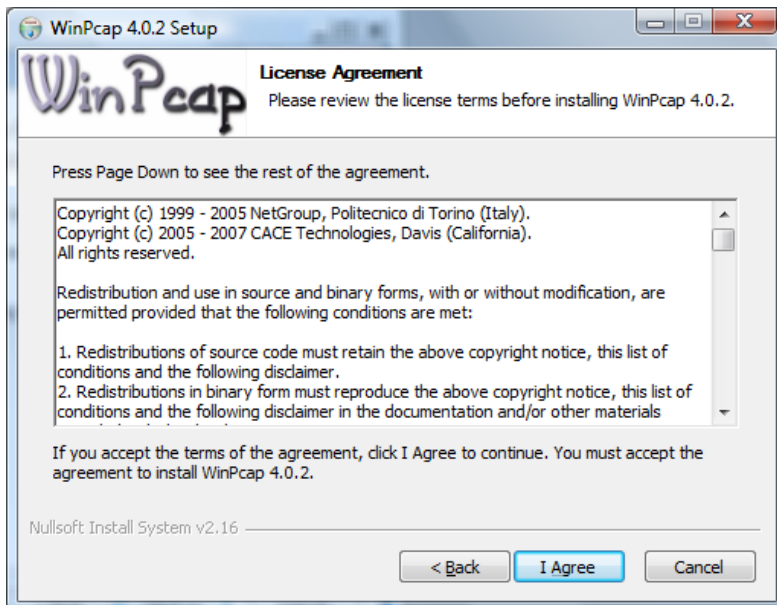 WinPcap 4.0.2 Setup
WinPcap
License Agreement
Please review the license terms before installing WinPcap 4.0.2.
Press Page Down to see the rest of the agreement.
Copyright (c) 1999 - 2005 NetGroup, Politecnico di Torino (Italy).
Copyright (c) 2005 - 2007 CACE Technologies, Davis (California).
All rights reserved.
Redistribution and use in source and binary forms, with or without modification, are
permitted provided that the following conditions are met:
1. Redistributions of source code must retain the above copyright notice, this list of
conditions and the following disclaimer.
2. Redistributions in binary form must reproduce the above copyright notice, this list of
conditions and the following disclaimer in the documentation and/or other materials
If you accept the terms of the agreement, click I Agree to continue. You must accept the
agreement to install WinPcap 4.0.2.
Nullsoft Install System v2.16
< Back
I Agree
Cancel